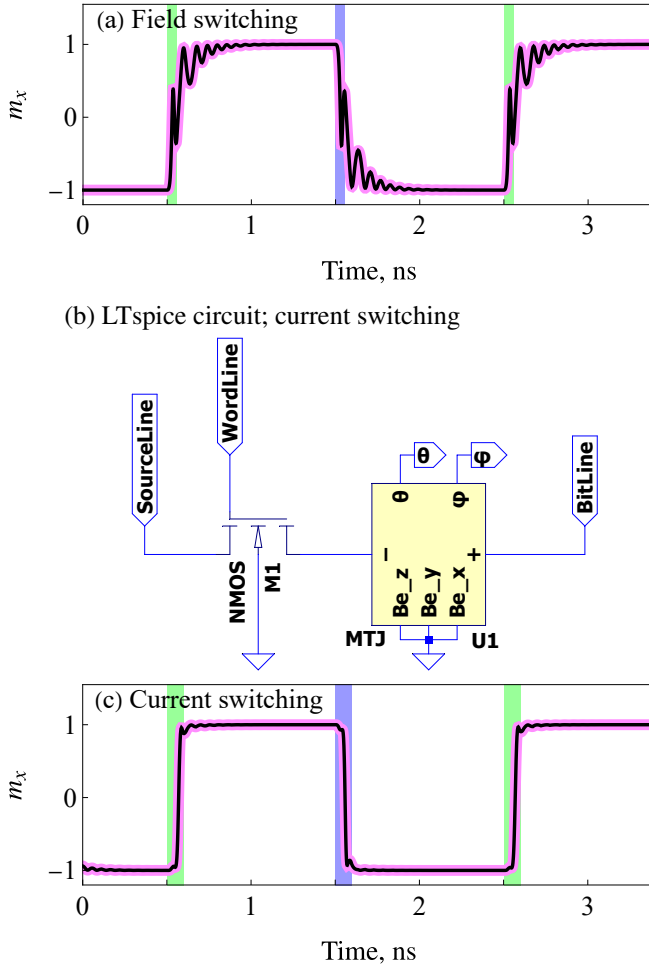 (a) Field switching
1
0
−1
m_x
0 1 2 3
Time, ns
(b) LTspice circuit; current switching
SourceLine
WordLine
θ
φ
BitLine
θ
φ
−
+
NMOS
M1
Be_z
Be_y
Be_x
MTJ
U1
(c) Current switching
1
0
−1
m_x
0 1 2 3
Time, ns